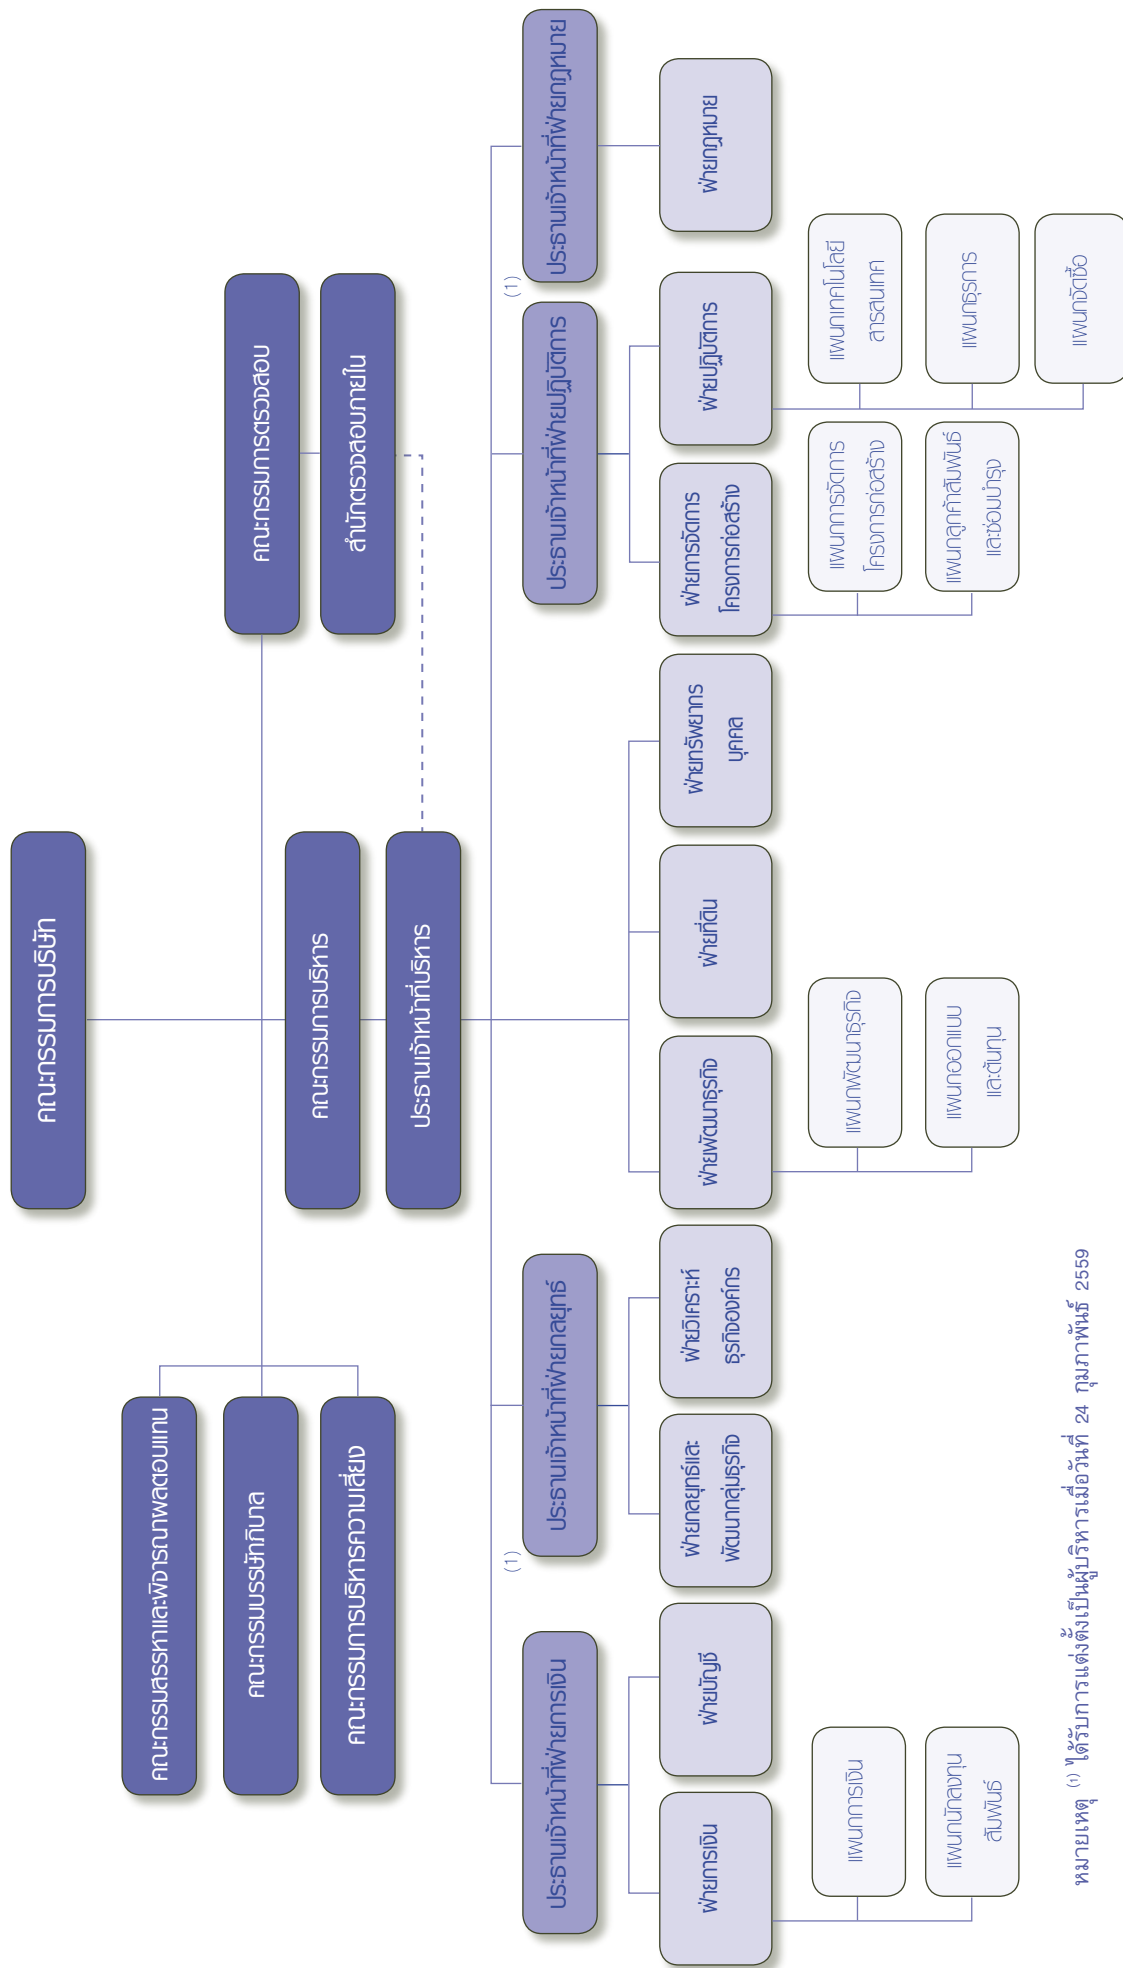 คณะกรรมการบริษัท
คณะกรรมสรรหาและพิจารณาผลตอบแทน
คณะกรรมบรรษัทภิบาล
คณะกรรมการบริหารความเสี่ยง
คณะกรรมการตรวจสอบ
สำนักตรวจสอบภายใน
คณะกรรมการบริหาร
ประธานเจ้าหน้าที่บริหาร
ประธานเจ้าหน้าที่ฝ่ายการเงิน
(1)
ประธานเจ้าหน้าที่ฝ่ายกลยุทธ์
(1)
ประธานเจ้าหน้าที่ฝ่ายปฏิบัติการ
ประธานเจ้าหน้าที่ฝ่ายกฎหมาย
ฝ่ายการเงิน
ฝ่ายบัญชี
ฝ่ายกลยุทธ์และ
พัฒนากลุ่มธุรกิจ
ฝ่ายวิเคราะห์
ธุรกิจองค์กร
ฝ่ายพัฒนาธุรกิจ
ฝ่ายที่ดิน
ฝ่ายทรัพยากร
บุคคล
ฝ่ายการจัดการ
โครงการก่อสร้าง
ฝ่ายปฏิบัติการ
ฝ่ายกฎหมาย
แผนกการเงิน
แผนกนักลงทุน
สัมพันธ์
แผนกพัฒนาธุรกิจ
แผนกออกแบบ
และต้นทุน
แผนกการจัดการ
โครงการก่อสร้าง
แผนกลูกค้าสัมพันธ์
และซ่อมบำรุง
แผนกเทคโนโลยี
สารสนเทศ
แผนกธุรการ
แผนกจัดซื้อ
หมายเหตุ (1) ได้รับการแต่งตั้งเป็นผู้บริหารเมื่อวันที่ 24 กุมภาพันธ์ 2559